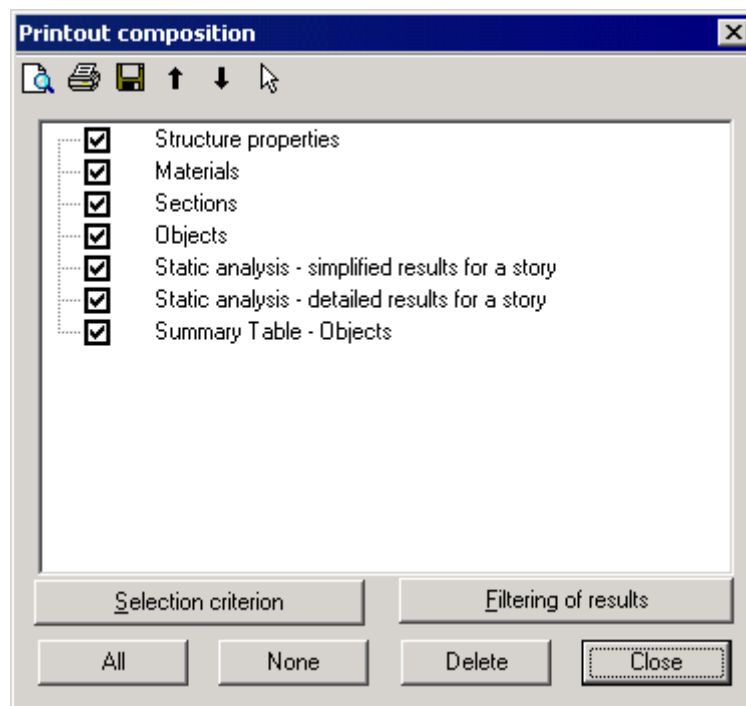 Printout composition
Structure properties
Materials
Sections
Objects
Static analysis - simplified results for a story
Static analysis - detailed results for a story
Summary Table - Objects
Selection criterion Filtering of results
All None Delete Close